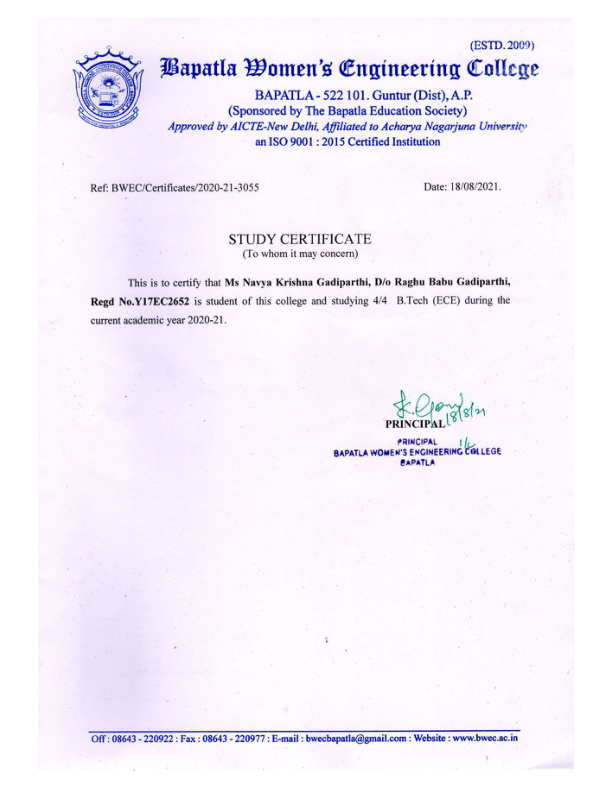 (ESTD. 2009)
Bapatla Women's Engineering College
BAPATLA - 522 101. Guntur (Dist), A.P.
(Sponsored by The Bapatla Education Society)
Approved by AICTE-New Delhi, Affiliated to Acharya Nagarjuna University
an ISO 9001 : 2015 Certified Institution
Ref: BWEC/Certificates/2020-21-3055 Date: 18/08/2021.
STUDY CERTIFICATE
(To whom it may concern)
This is to certify that Ms Navya Krishna Gadiparthi, D/o Raghu Babu Gadiparthi,
Regd No.Y17EC2652 is student of this college and studying 4/4 B.Tech (ECE) during the
current academic year 2020-21.
18/8/21
PRINCIPAL
PRINCIPAL
BAPATLA WOMEN'S ENGINEERING COLLEGE
BAPATLA
Off : 08643 - 220922 : Fax : 08643 - 220977 : E-mail : bwecbapatla@gmail.com : Website : www.bwec.ac.in